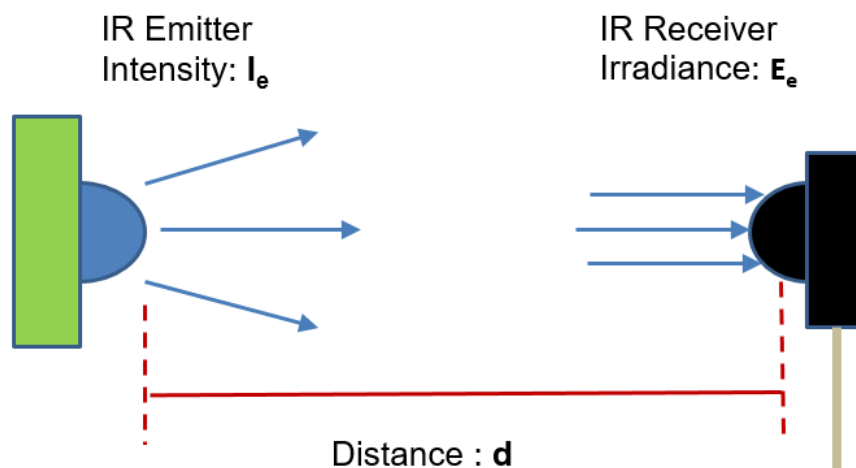 IR Emitter
Intensity: Ie
IR Receiver
Irradiance: Ee
Distance : d